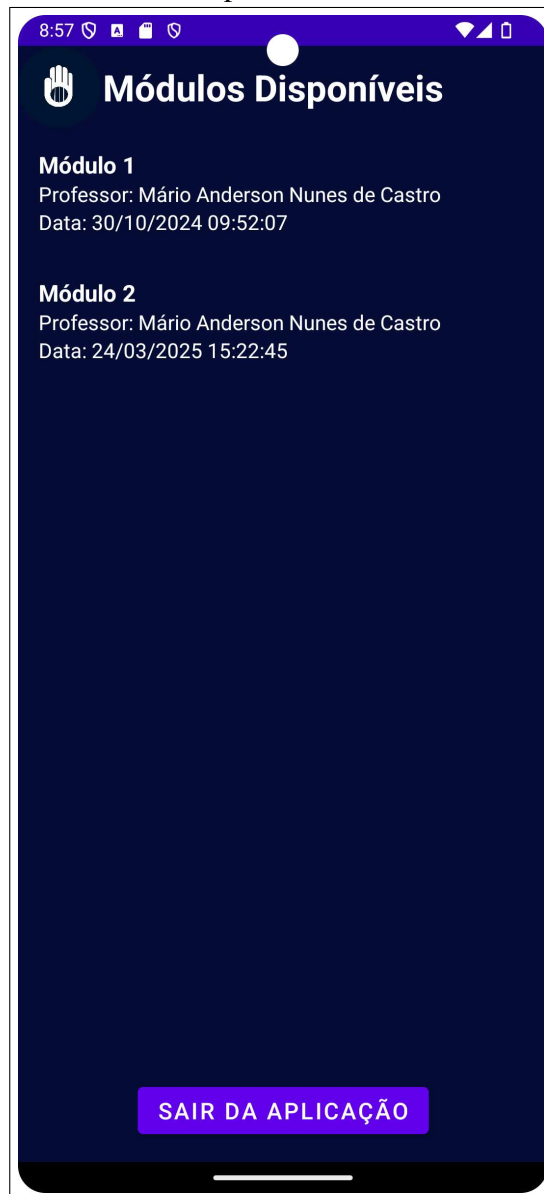 8:57
Módulos Disponíveis
Módulo 1
Professor: Mário Anderson Nunes de Castro
Data: 30/10/2024 09:52:07
Módulo 2
Professor: Mário Anderson Nunes de Castro
Data: 24/03/2025 15:22:45
SAIR DA APLICAÇÃO